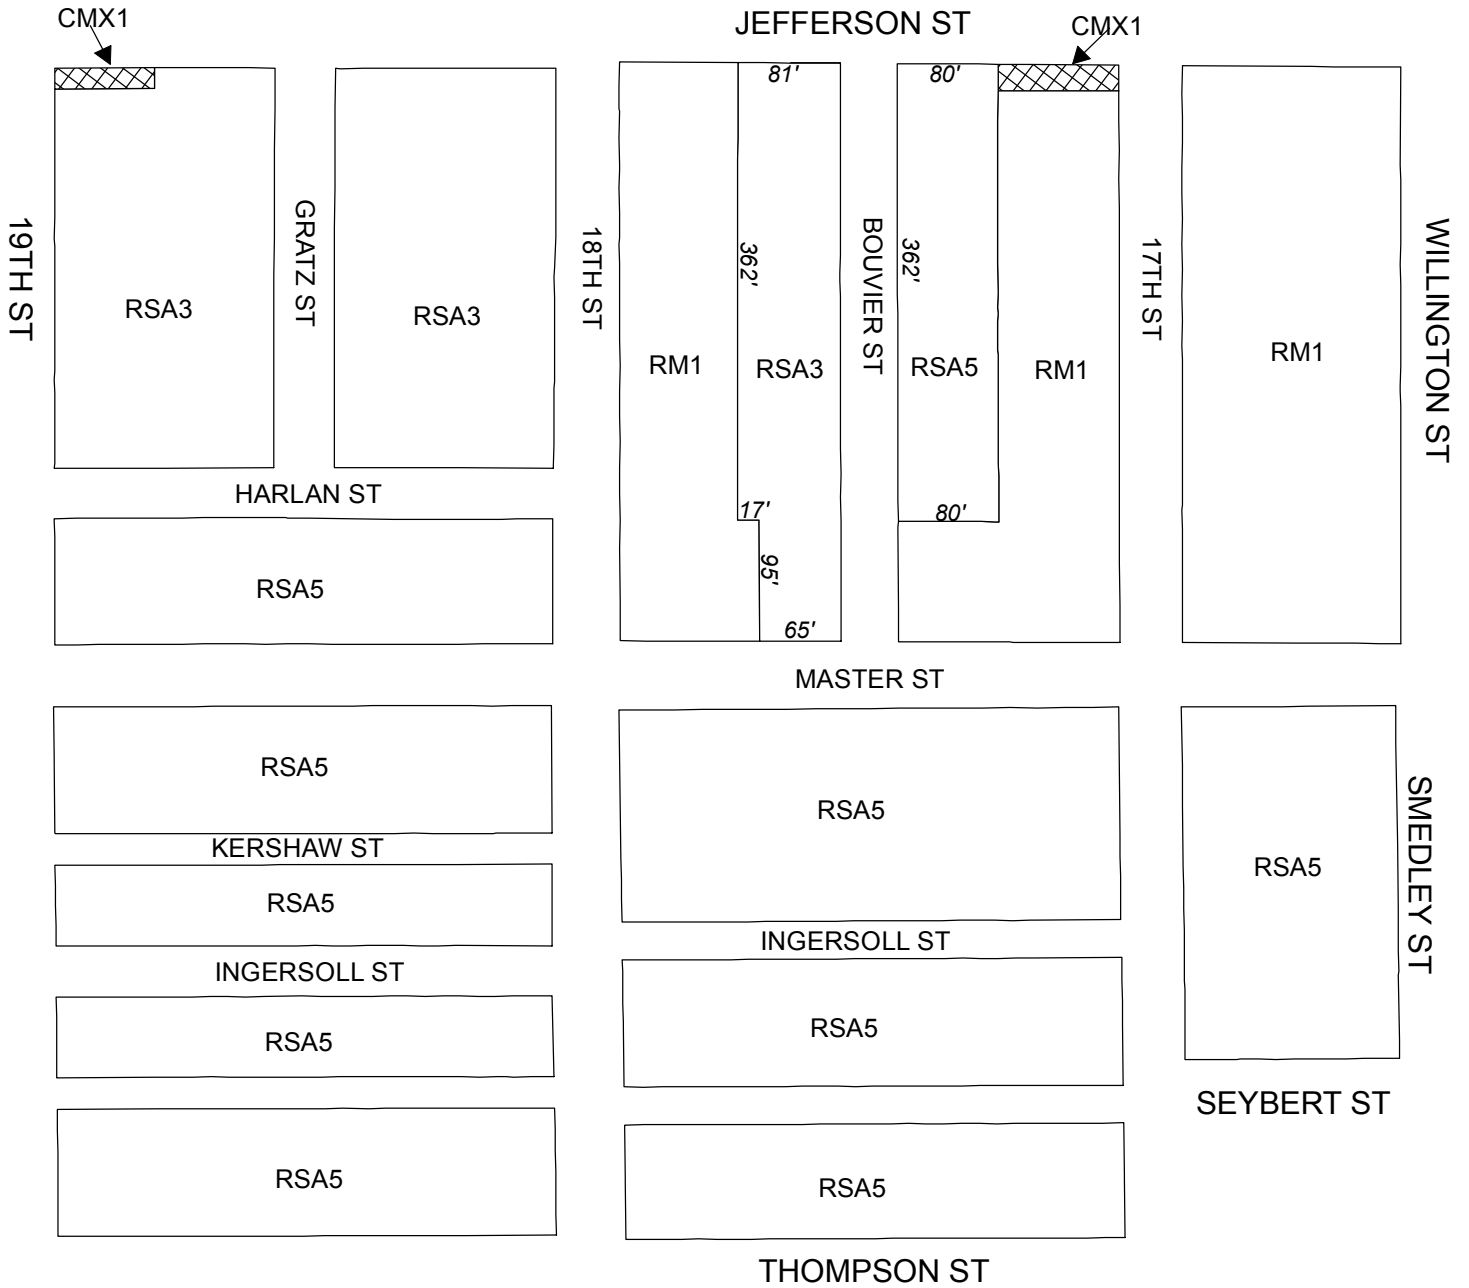 CMX1
JEFFERSON ST
CMX1
81'
80'
19TH ST
GRATZ ST
18TH ST
362'
BOUVIER ST
362'
17TH ST
WILLINGTON ST
RSA3
RSA3
RM1
RSA3
RSA5
RM1
RM1
HARLAN ST
17'
80'
95'
RSA5
65'
MASTER ST
RSA5
RSA5
SMEDLEY ST
KERSHAW ST
RSA5
RSA5
INGERSOLL ST
INGERSOLL ST
RSA5
RSA5
SEYBERT ST
RSA5
RSA5
THOMPSON ST